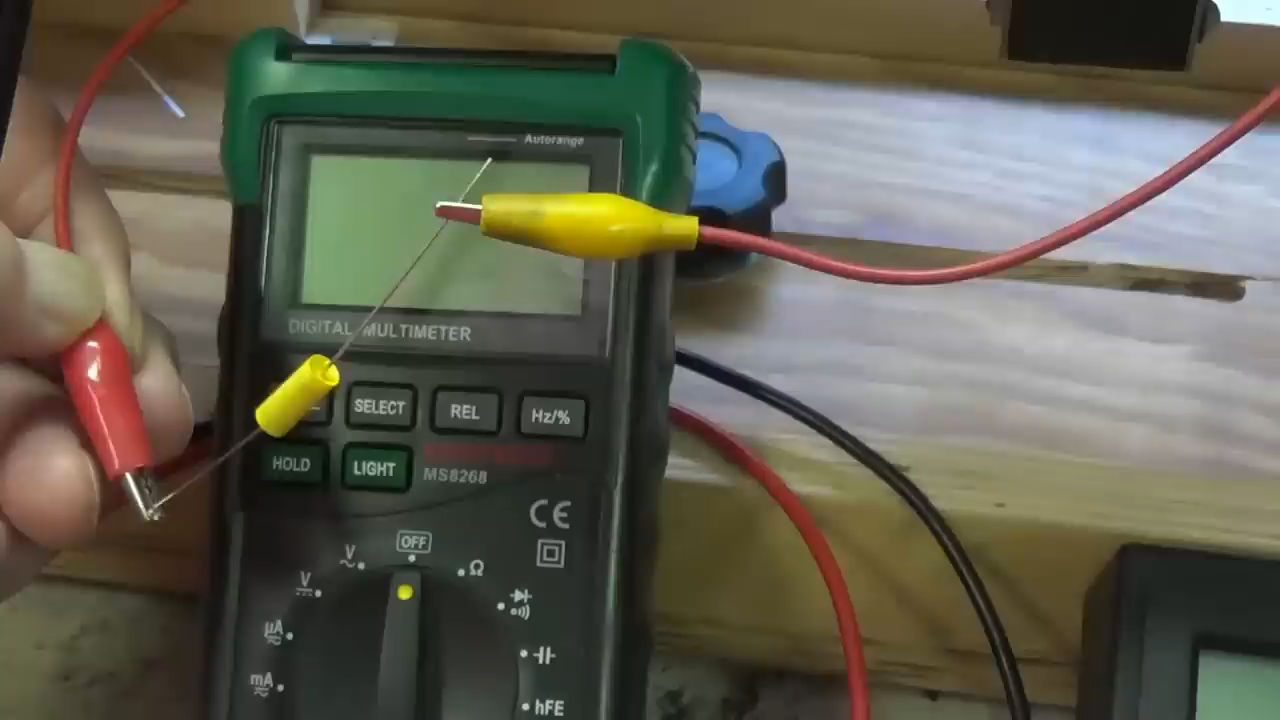 Autorange
DIGITAL MULTIMETER
SELECT
REL
Hz/%
HOLD
LIGHT
MS8268
CE
OFF
V
Ω
V
µA
mA
hFE